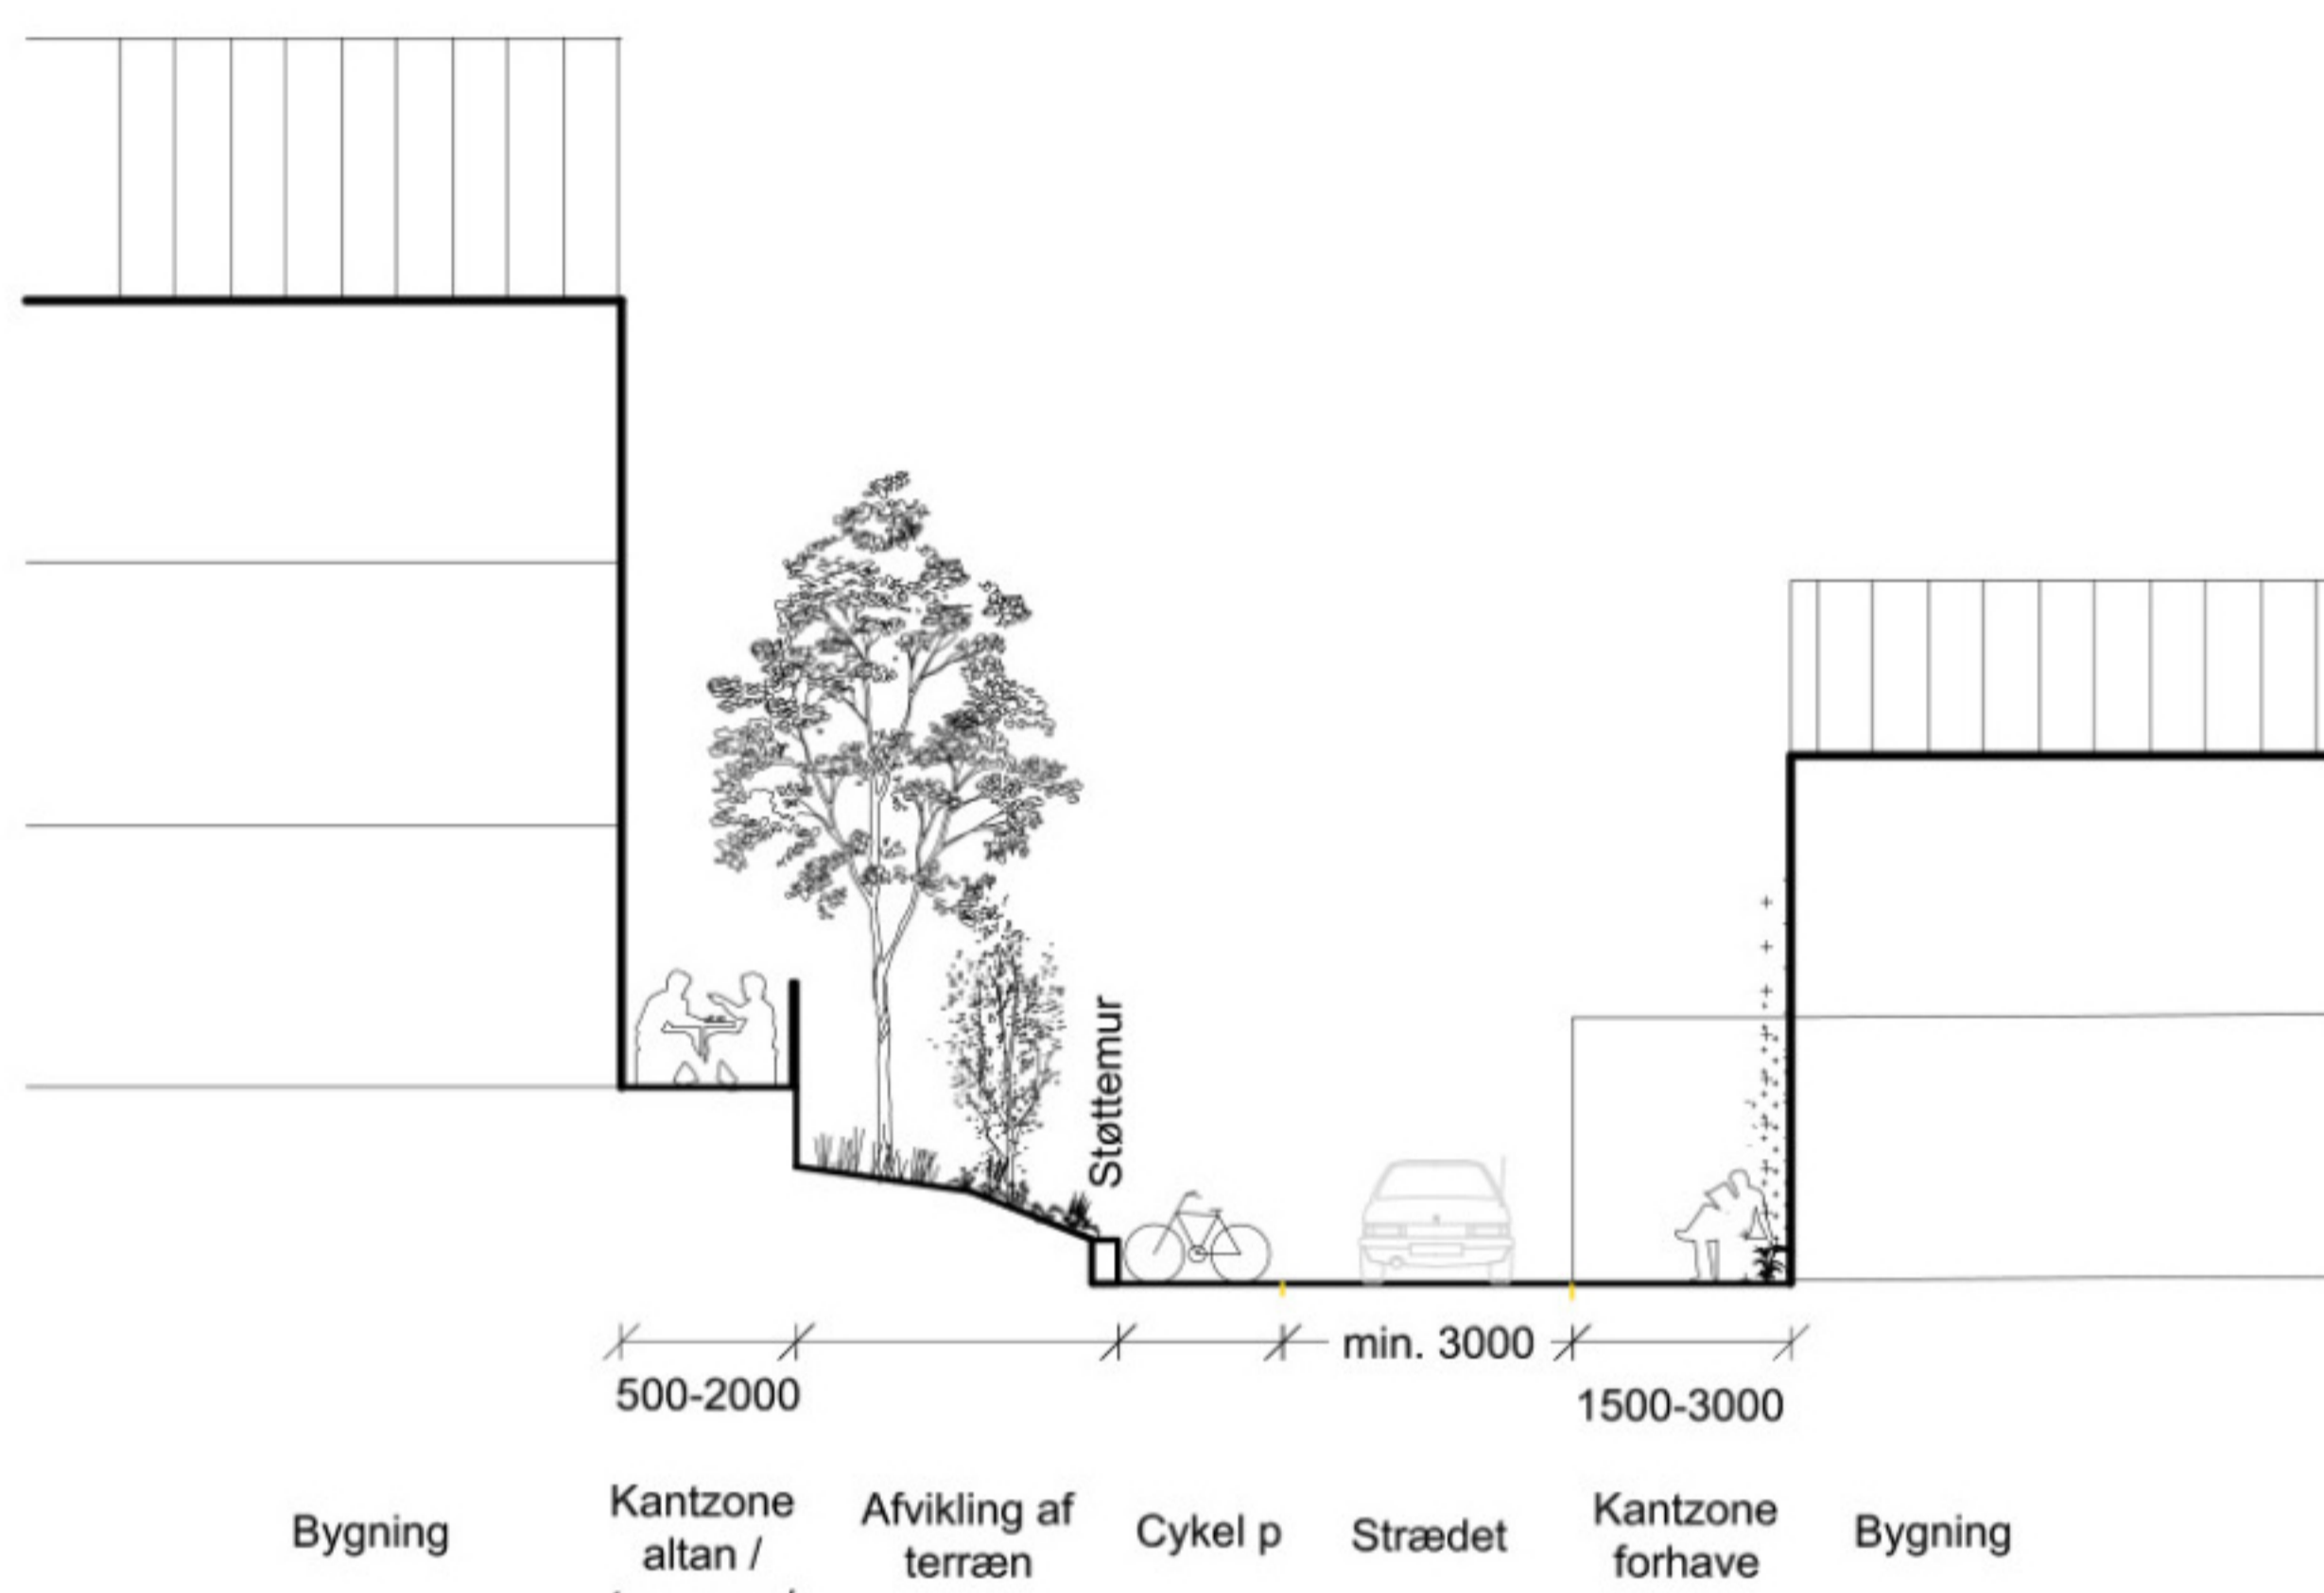 Støttemur
min. 3000
500-2000
1500-3000
Bygning
Kantzone
altan /
Afvikling af
terræn
Cykel p
Strædet
Kantzone
forhave
Bygning